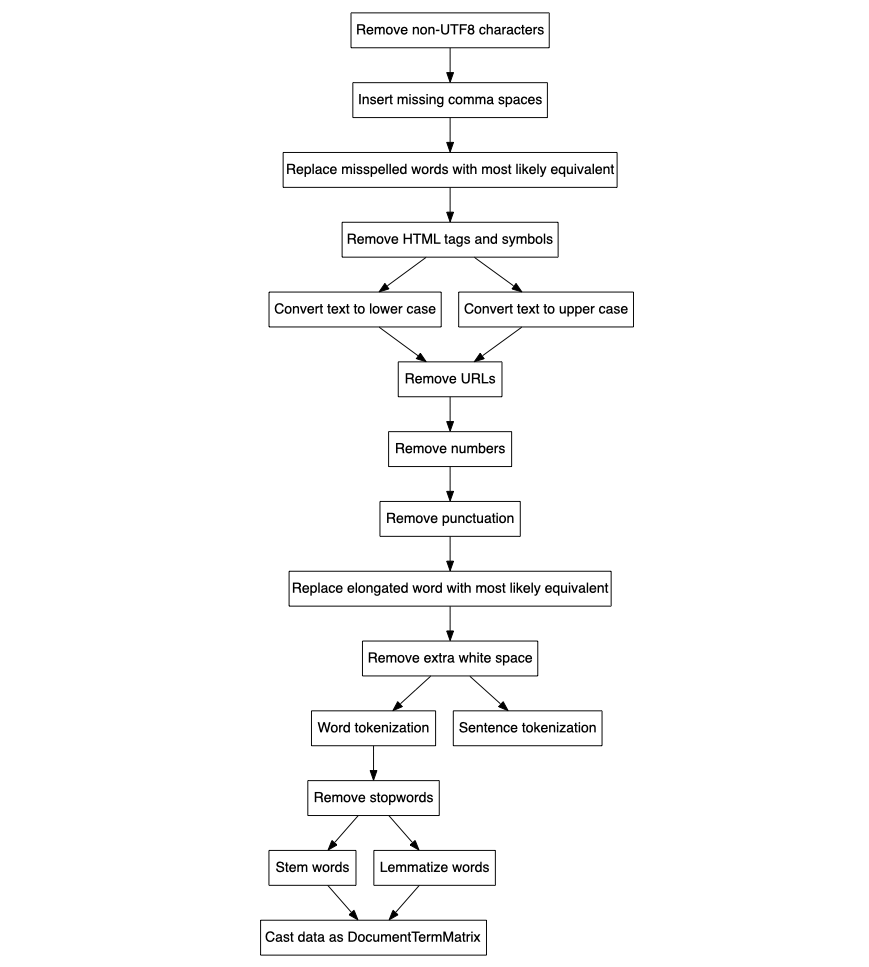 Remove non-UTF8 characters
Insert missing comma spaces
Replace misspelled words with most likely equivalent
Remove HTML tags and symbols
Convert text to lower case
Convert text to upper case
Remove URLs
Remove numbers
Remove punctuation
Replace elongated word with most likely equivalent
Remove extra white space
Word tokenization
Sentence tokenization
Remove stopwords
Stem words
Lemmatize words
Cast data as DocumentTermMatrix